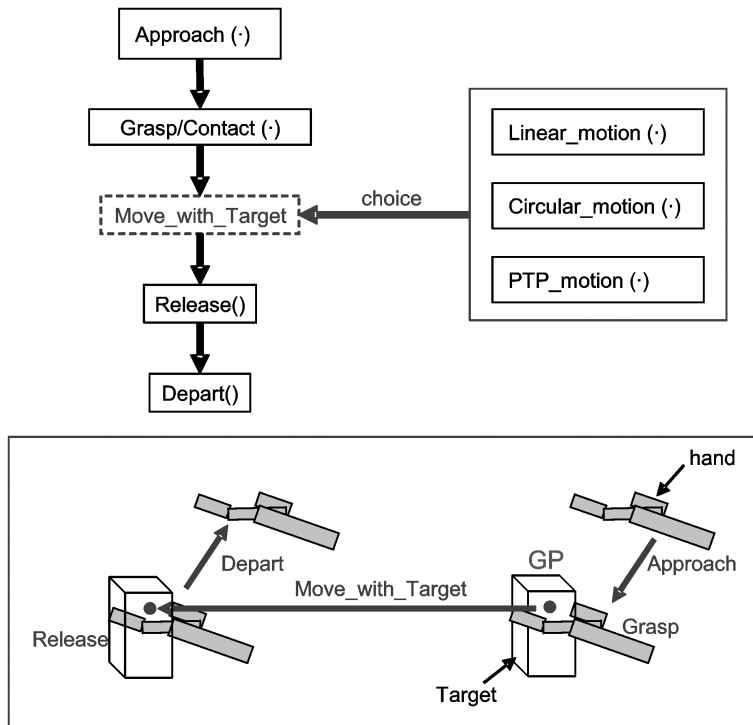 Approach (·)
Grasp/Contact (·)
Move_with_Target
choice
Linear_motion (·)
Circular_motion (·)
PTP_motion (·)
Release()
Depart()
hand
Depart
GP
Approach
Move_with_Target
Release
Grasp
Target